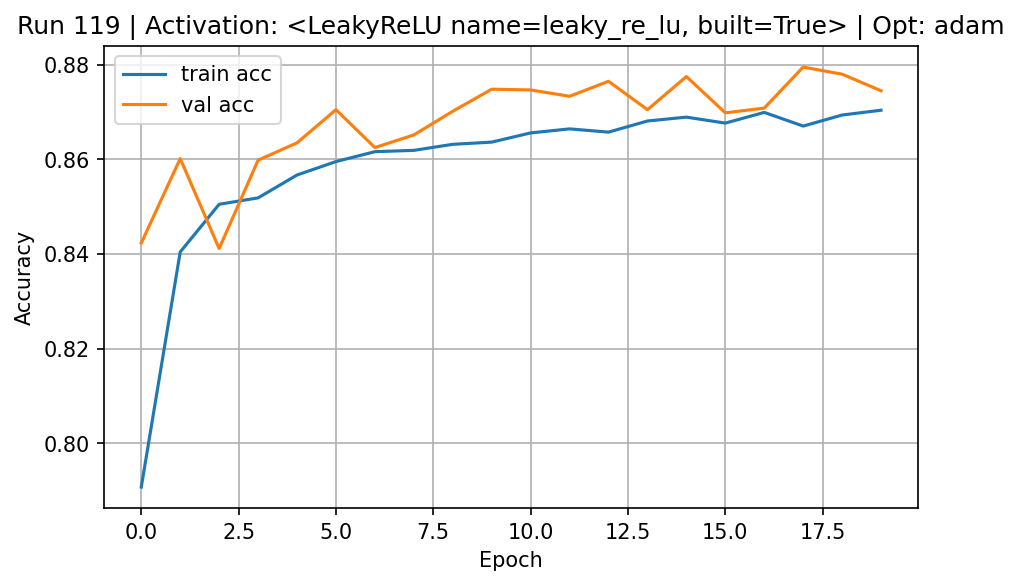 Run 119 | Activation: <LeakyReLU name=leaky_re_lu, built=True> | Opt: adam
train acc
val acc
0.88
0.86
0.84
0.82
0.80
Accuracy
0.0 2.5 5.0 7.5 10.0 12.5 15.0 17.5
Epoch